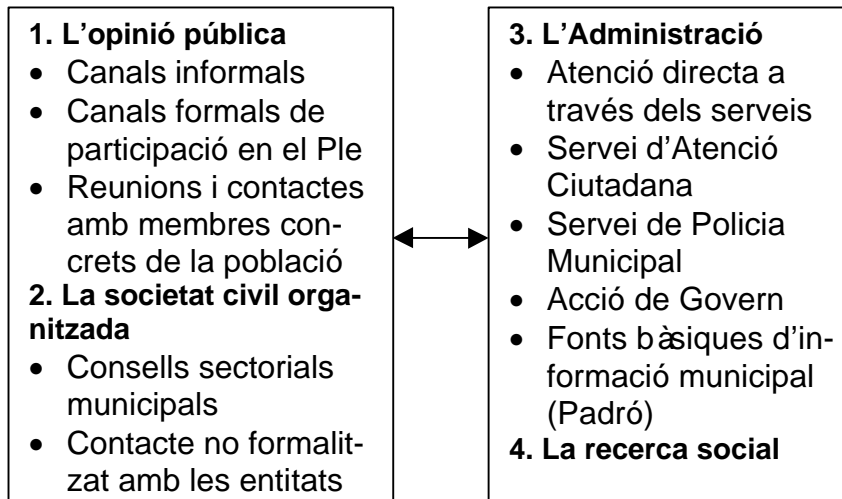 1. L'opinió pública
• Canals informals
• Canals formals de
participació en el Ple
• Reunions i contactes
amb membres con-
crets de la població
2. La societat civil orga-
nitzada
• Consells sectorials
municipals
• Contacte no formalit-
zat amb les entitats
3. L'Administració
• Atenció directa a
través dels serveis
• Servei d'Atenció
Ciutadana
• Servei de Policia
Municipal
• Acció de Govern
• Fonts bàsiques d'in-
formació municipal
(Padró)
4. La recerca social